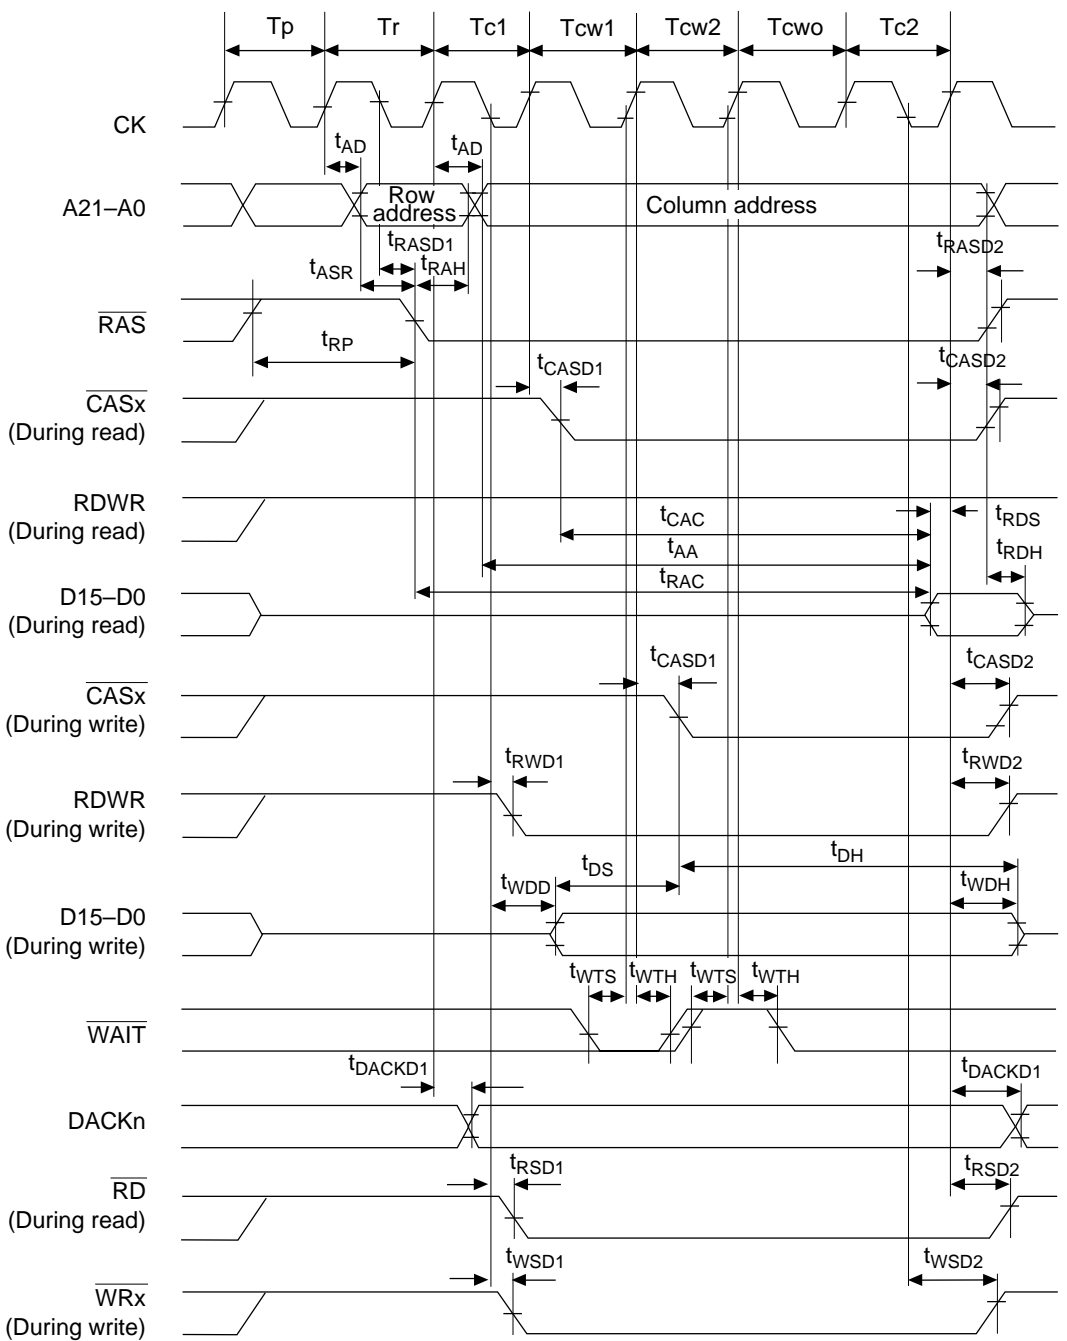 Tp Tr Tc1 Tcw1 Tcw2 Tcwo Tc2
CK
tAD tAD
A21–A0
Row
address
Column address
tRASD1 tRASD2
tASR tRAH
RAS
tRP
tCASD1 tCASD2
CASx
(During read)
RDWR
(During read)
tCAC tRDS
tAA tRDH
tRAC
D15–D0
(During read)
tCASD1 tCASD2
CASx
(During write)
tRWD1 tRWD2
RDWR
(During write)
tDS tDH
tWDD tWDH
D15–D0
(During write)
tWTS tWTH tWTS tWTH
WAIT
tDACKD1 tDACKD1
DACKn
tRSD1 tRSD2
RD
(During read)
tWSD1 tWSD2
WRx
(During write)